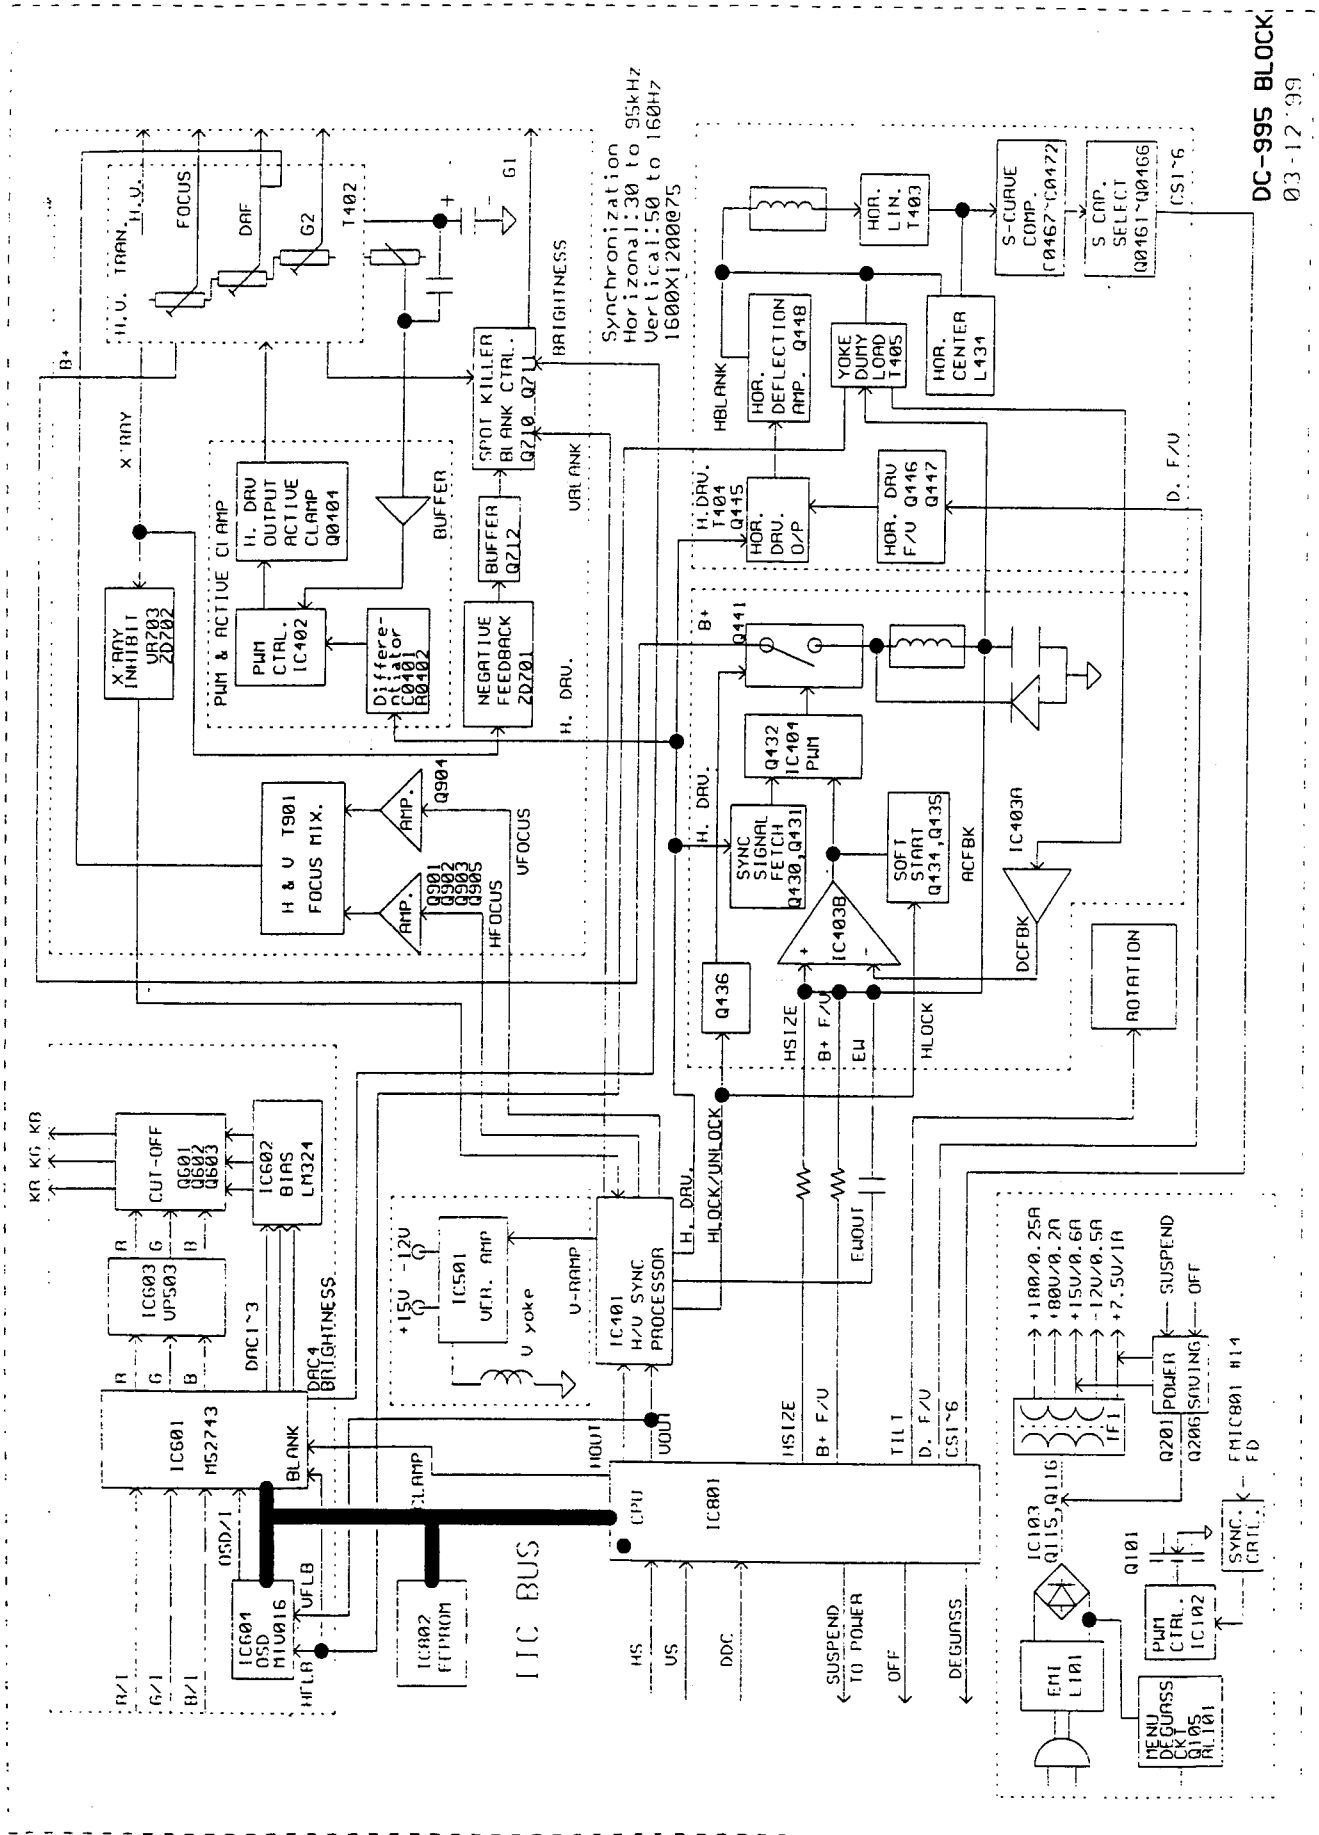 DC-995 BLOCK
03-12'99
Synchronization
Horizonal:30 to 95kHz
Vertical:50 to 160Hz
1600X1200@75
R/I
G/I
B/I
OSD/I
IC604
OSD
MTV016
HFLB
VFLB
IC601
M52743
BLANK
CLAMP
R
G
B
IC603
VP503
DAC1~3
DAC4
BRIGHTNESS
R
G
B
CUT-OFF
Q601
Q602
Q603
IC602
BIAS
LM324
KR KG KB
IC802
EEPROM
IIC BUS
HS
VS
DDC
SUSPEND
TO POWER
OFF
DEGUASS
CPU
IC801
HOUT
VOUT
HSIZE
B+ F/V
TILT
D. F/V
CS1~6
+15V
-12V
IC501
VER. AMP
V yoke
V-RAMP
IC401
H/V SYNC
PROCESSOR
H. DRV.
HLOCK/UNLOCK
EWOUT
X'RAY
INHIBIT
VR703
ZD702
X'RAY
B+
H & V T901
FOCUS MIX.
AMP.
Q901
Q902
Q903
Q905
AMP.
Q904
HFOCUS
VFOCUS
PWM & ACTIVE CLAMP
PWM
CTRL.
IC402
H. DRV
OUTPUT
ACTIVE
CLAMP
Q0404
Differe-
ntiator
C0401
R0402
BUFFER
NEGATIVE
FEEDBACK
ZD701
BUFFER
Q712
SPOT KILLER
BLANK CTRL.
Q710 Q711
H. DRV.
VBLANK
BRIGHTNESS
H.V. TRAN.
H.V.
FOCUS
DAF
G2
T402
+
-
G1
Q436
HSIZE
B+ F/V
EW
HLOCK
H. DRV.
SYNC
SIGNAL
FETCH
Q430,Q431
Q432
IC404
PWM
B+
Q441
+
-
IC403B
SOFT
START
Q434,Q435
ACFBK
IC403A
DCFBK
ROTATION
H.DRV.
T404
Q445
HOR.
DRV.
O/P
HOR. DRV
F/V Q446
Q447
HBLANK
HOR.
DEFLECTION
AMP. Q448
YOKE
DUMY
LOAD
T405
HOR.
CENTER
L434
HOR.
LIN.
T403
S-CURVE
COMP.
C0467~C0472
S CAP.
SELECT
Q0461~Q0466
CS1~6
D. F/V
EMI
L101
MENU
DEGUASS
CKT
Q105
RL101
IC103
Q115,Q116
Q101
PWM
CTRL.
IC102
SYNC.
CRTL.
FMIC801 #14
FD
Q201
Q206
POWER
SAVING
SUSPEND
OFF
+180/0.25A
+80V/0.2A
+15V/0.6A
-12V/0.5A
+7.5V/1A